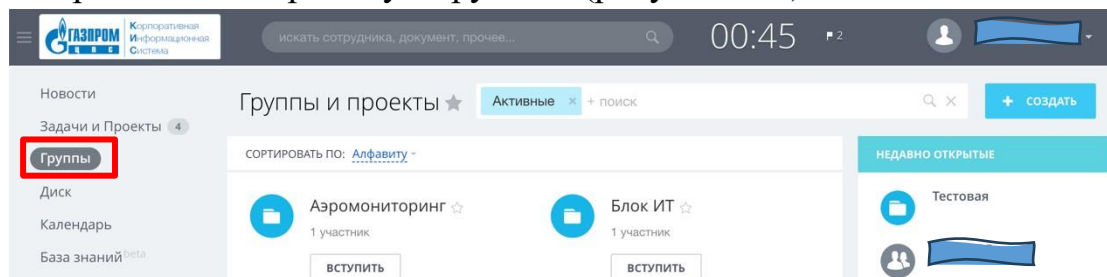 ГАЗПРОМ
ЦПС
Корпоративная
Информационная
Система
искать сотрудника, документ, прочее...
00:45
2
Новости
Задачи и Проекты 4
Группы
Диск
Календарь
База знаний beta
Группы и проекты
Активные × + поиск
+ СОЗДАТЬ
СОРТИРОВАТЬ ПО: Алфавиту
Аэромониторинг
1 участник
ВСТУПИТЬ
Блок ИТ
1 участник
ВСТУПИТЬ
НЕДАВНО ОТКРЫТЫЕ
Тестовая